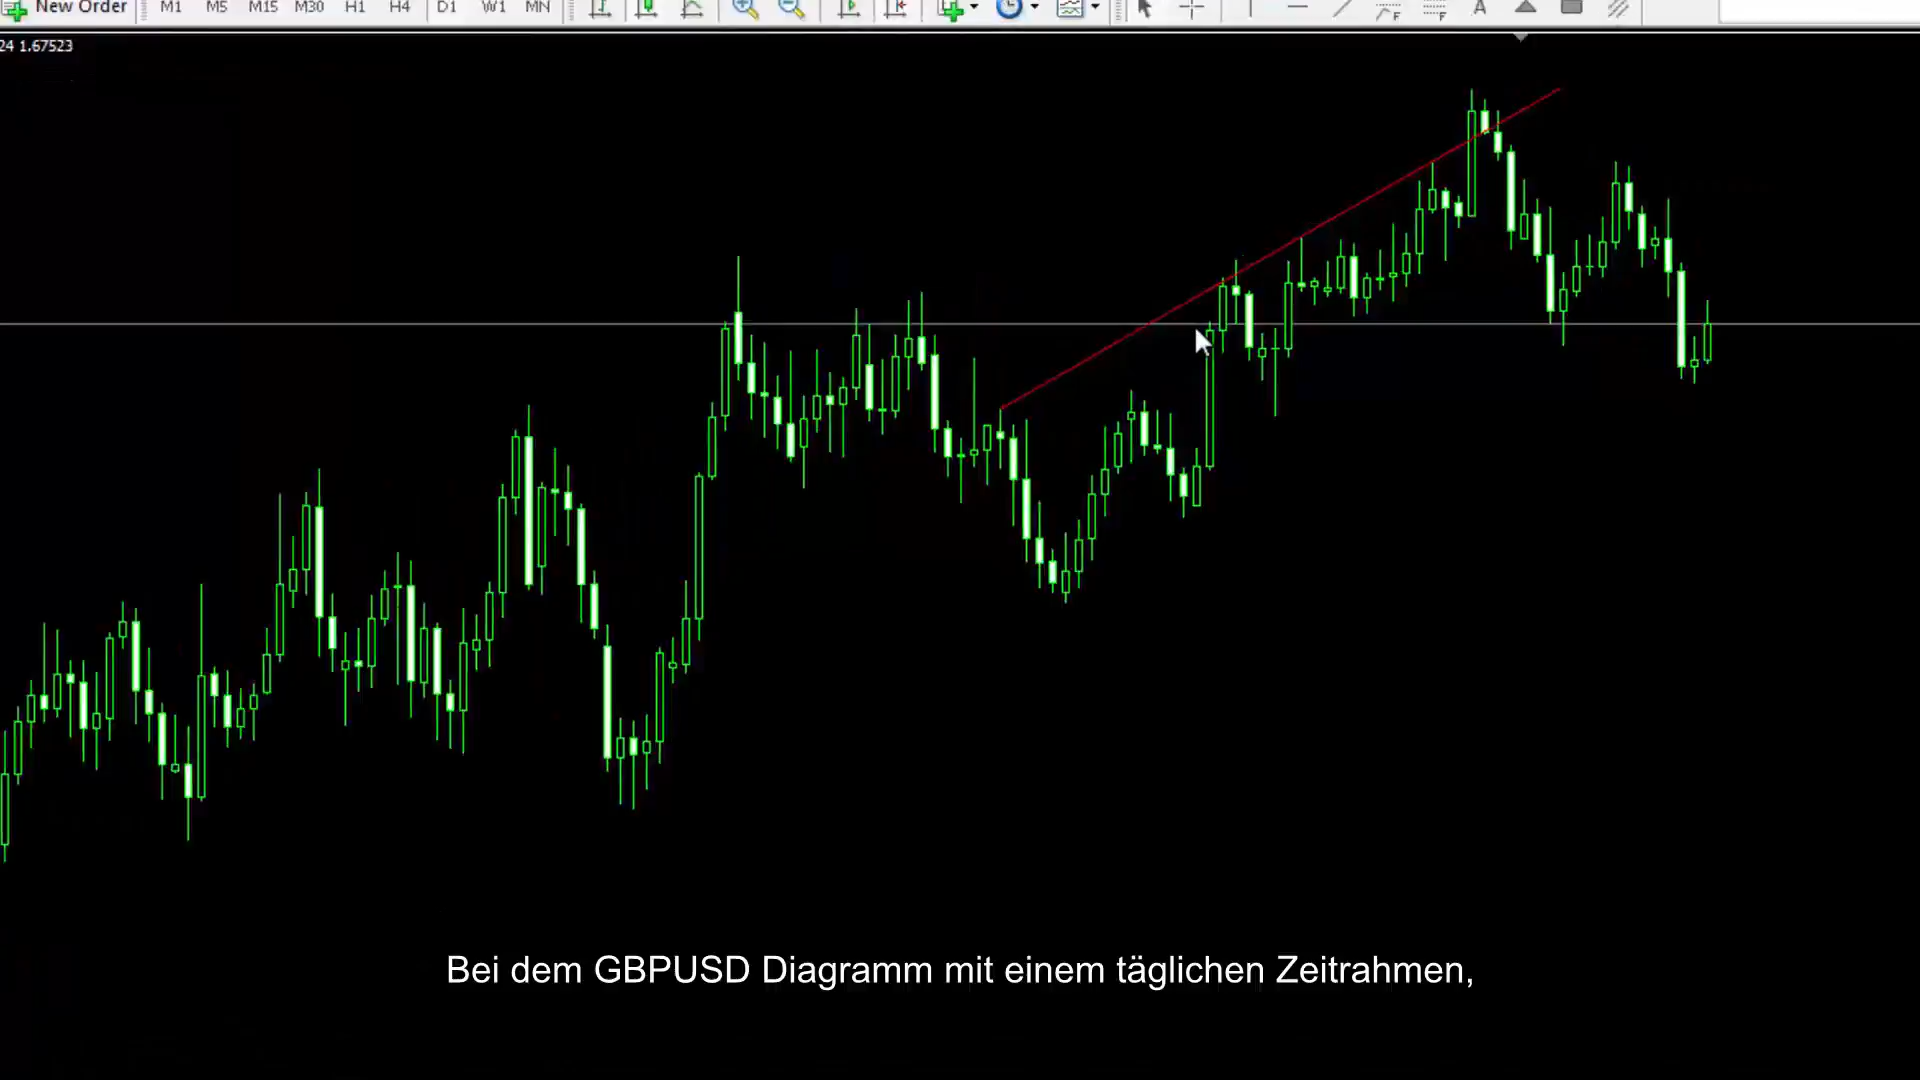 New Order M1 M5 M15 M30 H1 H4 D1 W1 MN A
24 1.67523
Bei dem GBPUSD Diagramm mit einem täglichen Zeitrahmen,